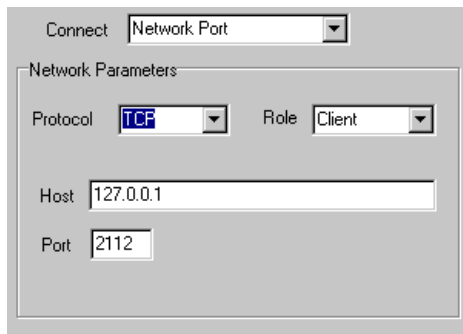 Connect Network Port
Network Parameters
Protocol TCP Role Client
Host 127.0.0.1
Port 2112